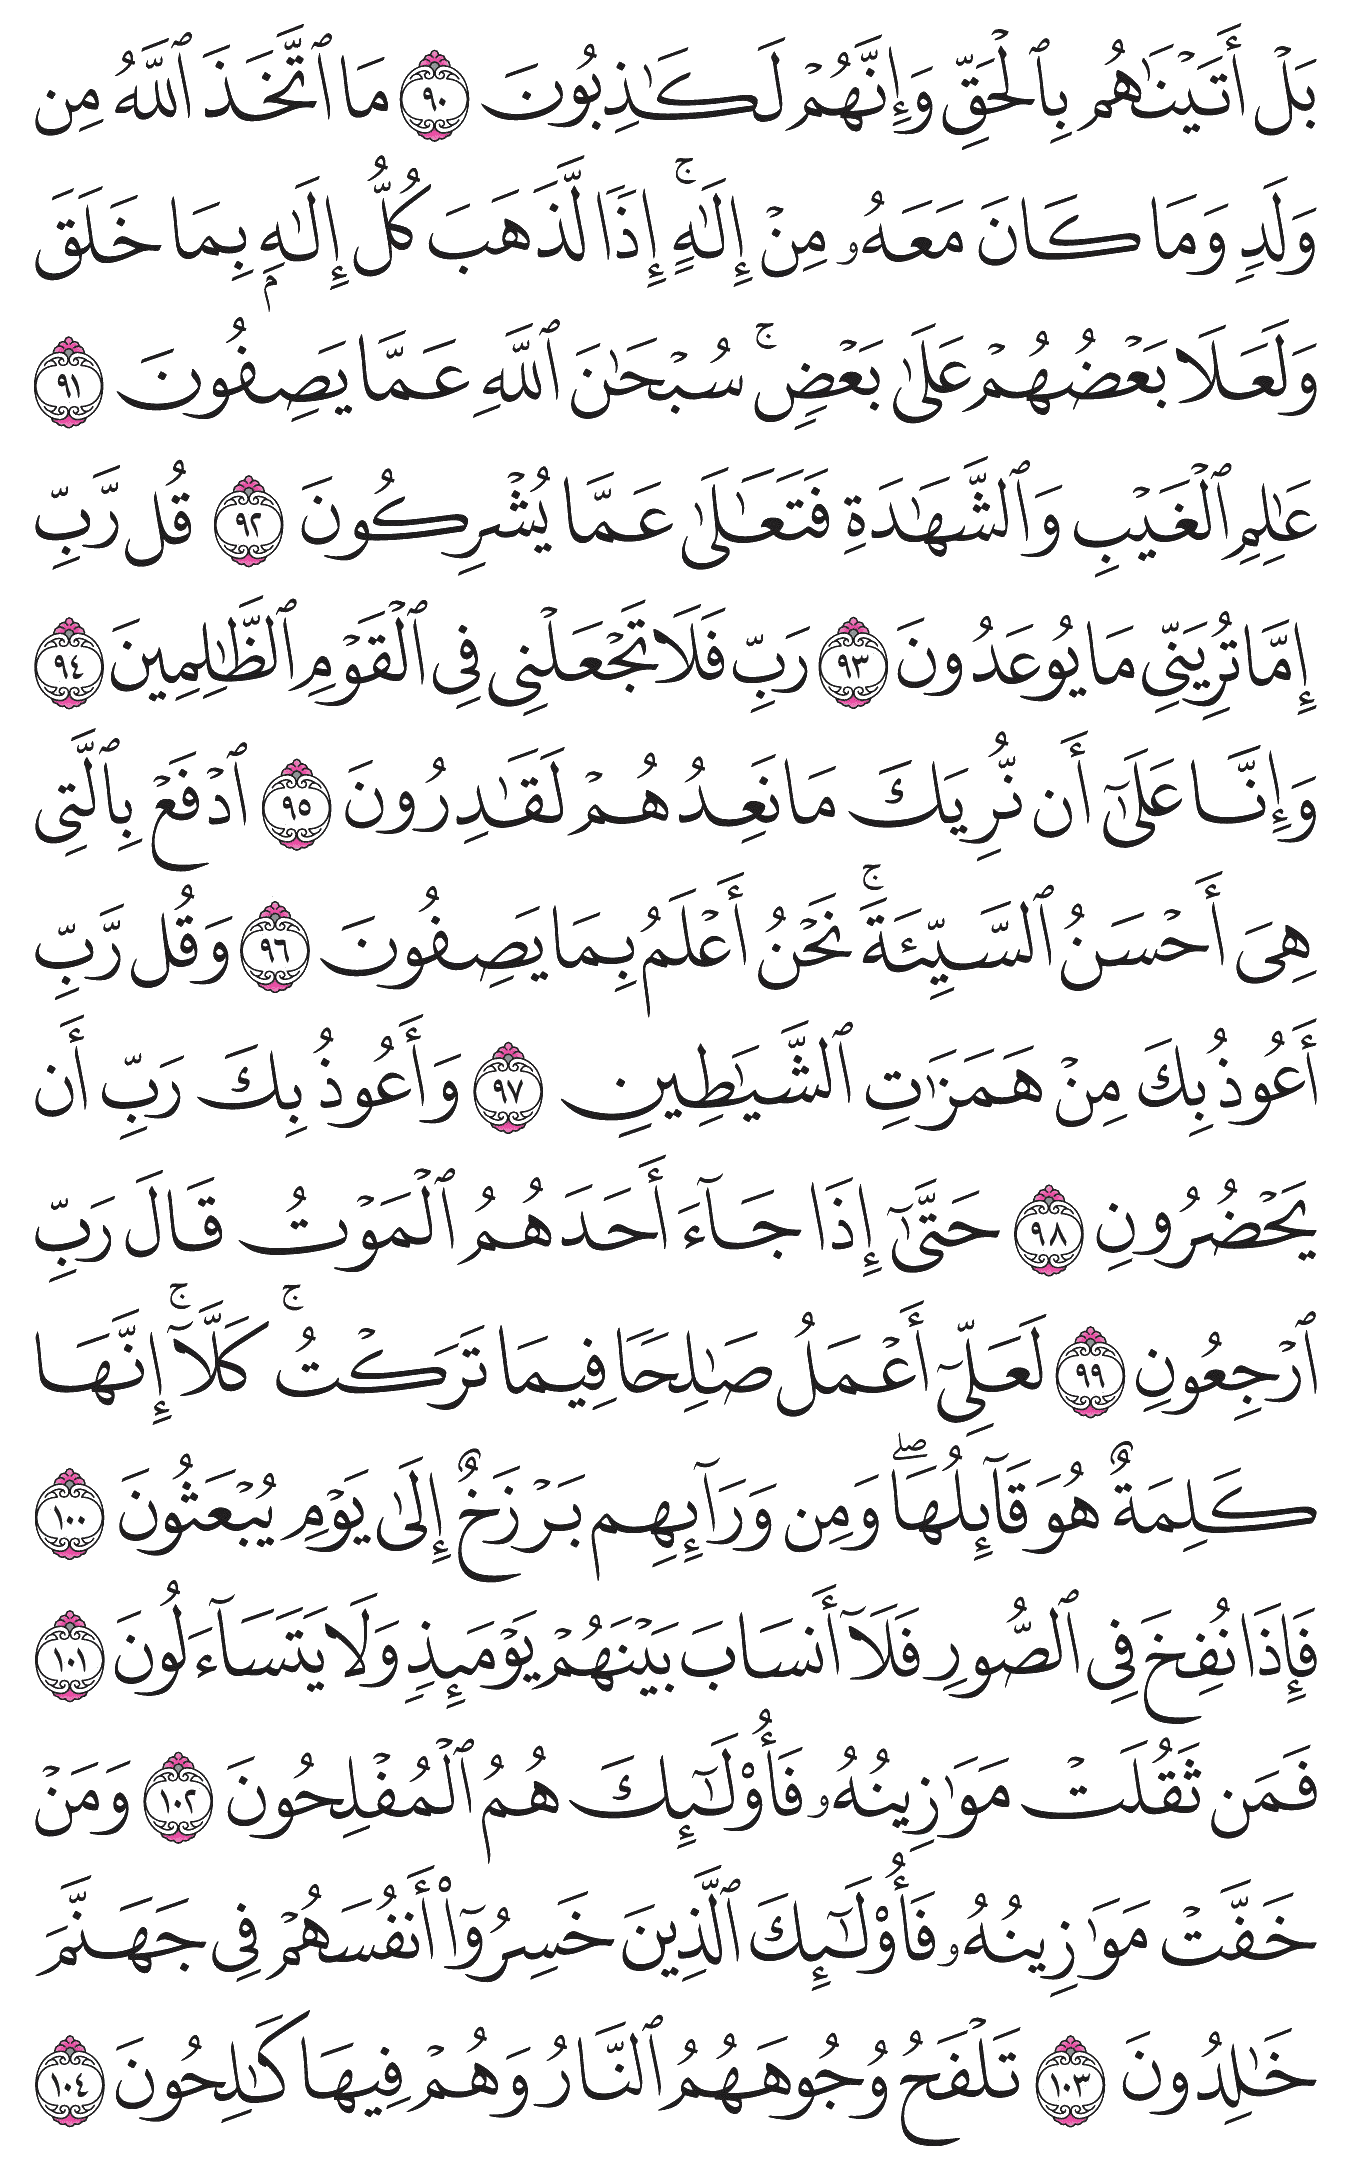 بَلْ أَتَيْنَٰهُم بِٱلْحَقِّ وَإِنَّهُمْ لَكَٰذِبُونَ ٩٠ مَا ٱتَّخَذَ ٱللَّهُ مِن
وَلَدٍ وَمَا كَانَ مَعَهُۥ مِنْ إِلَٰهٍ ۚ إِذًا لَّذَهَبَ كُلُّ إِلَٰهٍۭ بِمَا خَلَقَ
وَلَعَلَا بَعْضُهُمْ عَلَىٰ بَعْضٍ ۚ سُبْحَٰنَ ٱللَّهِ عَمَّا يَصِفُونَ ٩١
عَٰلِمِ ٱلْغَيْبِ وَٱلشَّهَٰدَةِ فَتَعَٰلَىٰ عَمَّا يُشْرِكُونَ ٩٢ قُل رَّبِّ
إِمَّا تُرِيَنِّى مَا يُوعَدُونَ ٩٣ رَبِّ فَلَا تَجْعَلْنِى فِى ٱلْقَوْمِ ٱلظَّٰلِمِينَ ٩٤
وَإِنَّا عَلَىٰٓ أَن نُّرِيَكَ مَا نَعِدُهُمْ لَقَٰدِرُونَ ٩٥ ٱدْفَعْ بِٱلَّتِى
هِىَ أَحْسَنُ ٱلسَّيِّئَةَ ۚ نَحْنُ أَعْلَمُ بِمَا يَصِفُونَ ٩٦ وَقُل رَّبِّ
أَعُوذُ بِكَ مِنْ هَمَزَٰتِ ٱلشَّيَٰطِينِ ٩٧ وَأَعُوذُ بِكَ رَبِّ أَن
يَحْضُرُونِ ٩٨ حَتَّىٰٓ إِذَا جَآءَ أَحَدَهُمُ ٱلْمَوْتُ قَالَ رَبِّ
ٱرْجِعُونِ ٩٩ لَعَلِّىٓ أَعْمَلُ صَٰلِحًا فِيمَا تَرَكْتُ ۚ كَلَّآ ۚ إِنَّهَا
كَلِمَةٌ هُوَ قَآئِلُهَا ۖ وَمِن وَرَآئِهِم بَرْزَخٌ إِلَىٰ يَوْمِ يُبْعَثُونَ ١٠٠
فَإِذَا نُفِخَ فِى ٱلصُّورِ فَلَآ أَنسَابَ بَيْنَهُمْ يَوْمَئِذٍ وَلَا يَتَسَآءَلُونَ ١٠١
فَمَن ثَقُلَتْ مَوَٰزِينُهُۥ فَأُو۟لَٰٓئِكَ هُمُ ٱلْمُفْلِحُونَ ١٠٢ وَمَنْ
خَفَّتْ مَوَٰزِينُهُۥ فَأُو۟لَٰٓئِكَ ٱلَّذِينَ خَسِرُوٓا۟ أَنفُسَهُمْ فِى جَهَنَّمَ
خَٰلِدُونَ ١٠٣ تَلْفَحُ وُجُوهَهُمُ ٱلنَّارُ وَهُمْ فِيهَا كَٰلِحُونَ ١٠٤